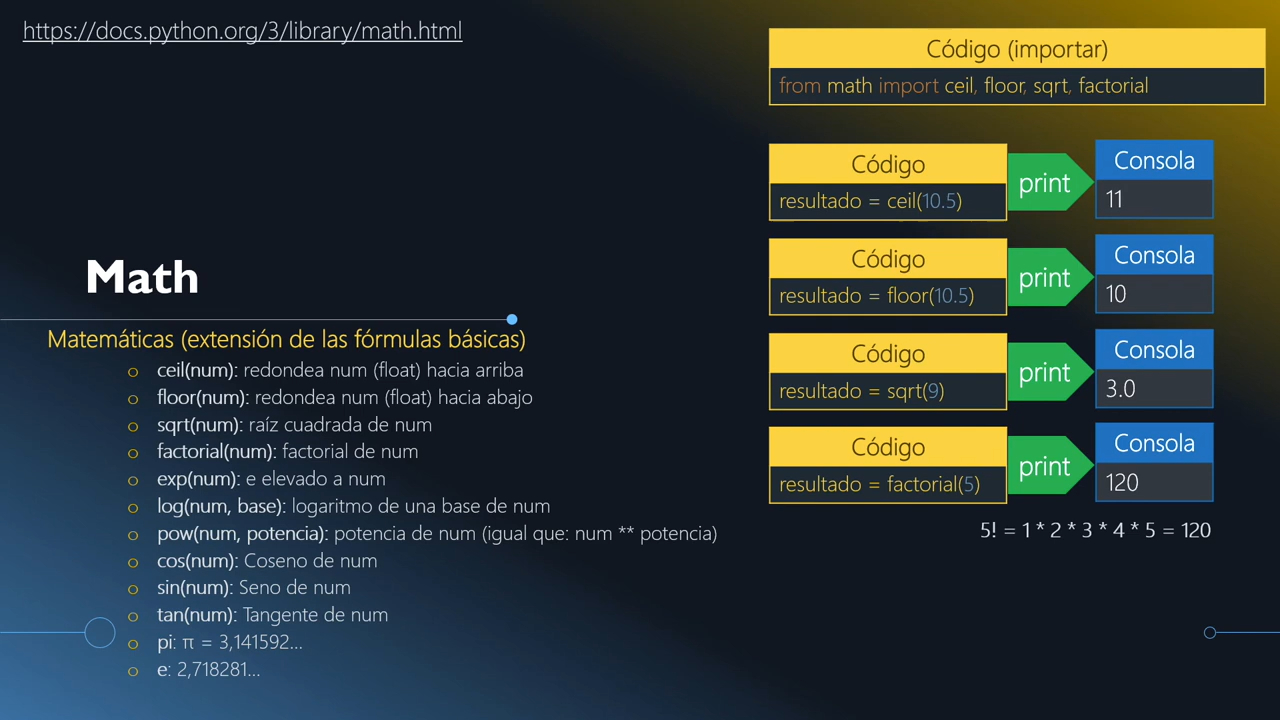 https://docs.python.org/3/library/math.html
Math
Matemáticas (extensión de las fórmulas básicas)
o ceil(num): redondea num (float) hacia arriba
o floor(num): redondea num (float) hacia abajo
o sqrt(num): raíz cuadrada de num
o factorial(num): factorial de num
o exp(num): e elevado a num
o log(num, base): logaritmo de una base de num
o pow(num, potencia): potencia de num (igual que: num ** potencia)
o cos(num): Coseno de num
o sin(num): Seno de num
o tan(num): Tangente de num
o pi: π = 3,141592...
o e: 2,718281...
Código (importar)
from math import ceil, floor, sqrt, factorial
Código
resultado = ceil(10.5)
print
Consola
11
Código
resultado = floor(10.5)
print
Consola
10
Código
resultado = sqrt(9)
print
Consola
3.0
Código
resultado = factorial(5)
print
Consola
120
5! = 1 * 2 * 3 * 4 * 5 = 120